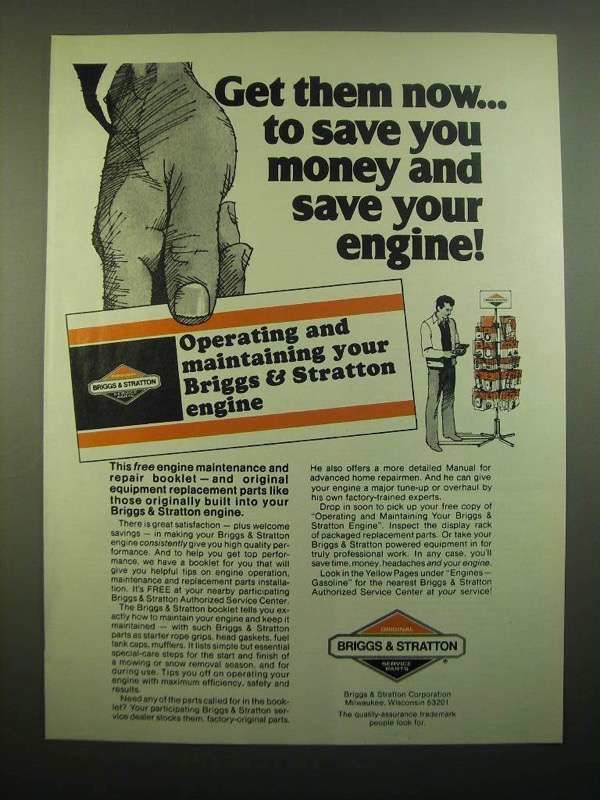 Get them now...
to save you
money and
save your
engine!
ORIGINAL
BRIGGS & STRATTON
SERVICE
PARTS
Operating and
maintaining your
Briggs & Stratton
engine
This free engine maintenance and
repair booklet—and original
equipment replacement parts like
those originally built into your
Briggs & Stratton engine.
There is great satisfaction – plus welcome
savings – in making your Briggs & Stratton
engine consistently give you high quality per-
formance. And to help you get top perfor-
mance, we have a booklet for you that will
give you helpful tips on engine operation,
maintenance and replacement parts installa-
tion. It's FREE at your nearby participating
Briggs & Stratton Authorized Service Center.
The Briggs & Stratton booklet tells you ex-
actly how to maintain your engine and keep it
maintained – with such Briggs & Stratton
parts as starter rope grips, head gaskets, fuel
tank caps, mufflers. It lists simple but essential
special-care steps for the start and finish of
a mowing or snow removal season, and for
during use. Tips you off on operating your
engine with maximum efficiency, safety and
results.
Need any of the parts called for in the book-
let? Your participating Briggs & Stratton ser-
vice dealer stocks them, factory-original parts.
He also offers a more detailed Manual for
advanced home repairmen. And he can give
your engine a major tune-up or overhaul by
his own factory-trained experts.
Drop in soon to pick up your free copy of
"Operating and Maintaining Your Briggs &
Stratton Engine". Inspect the display rack
of packaged replacement parts. Or take your
Briggs & Stratton powered equipment in for
truly professional work. In any case, you'll
save time, money, headaches and your engine.
Look in the Yellow Pages under "Engines—
Gasoline" for the nearest Briggs & Stratton
Authorized Service Center at your service!
ORIGINAL
BRIGGS & STRATTON
SERVICE
PARTS
®
Briggs & Stratton Corporation
Milwaukee, Wisconsin 53201
The quality-assurance trademark
people look for.